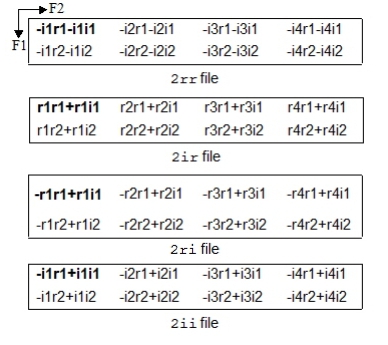 F2
F1
-i1r1-i1i1 -i2r1-i2i1 -i3r1-i3i1 -i4r1-i4i1
-i1r2-i1i2 -i2r2-i2i2 -i3r2-i3i2 -i4r2-i4i2
2rr file
r1r1+r1i1 r2r1+r2i1 r3r1+r3i1 r4r1+r4i1
r1r2+r1i2 r2r2+r2i2 r3r2+r3i2 r4r2+r4i2
2ir file
-r1r1+r1i1 -r2r1+r2i1 -r3r1+r3i1 -r4r1+r4i1
-r1r2+r1i2 -r2r2+r2i2 -r3r2+r3i2 -r4r2+r4i2
2ri file
-i1r1+i1i1 -i2r1+i2i1 -i3r1+i3i1 -i4r1+i4i1
-i1r2+i1i2 -i2r2+i2i2 -i3r2+i3i2 -i4r2+i4i2
2ii file